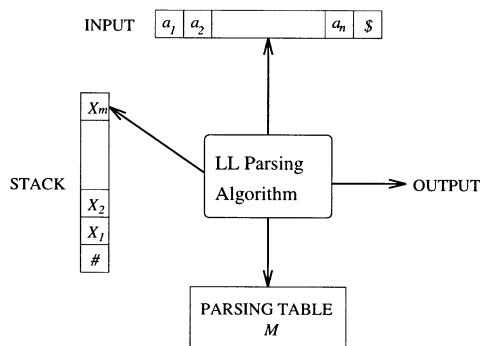 INPUT a1 a2 an $
Xm
LL Parsing
Algorithm
STACK
OUTPUT
X2
X1
#
PARSING TABLE
M